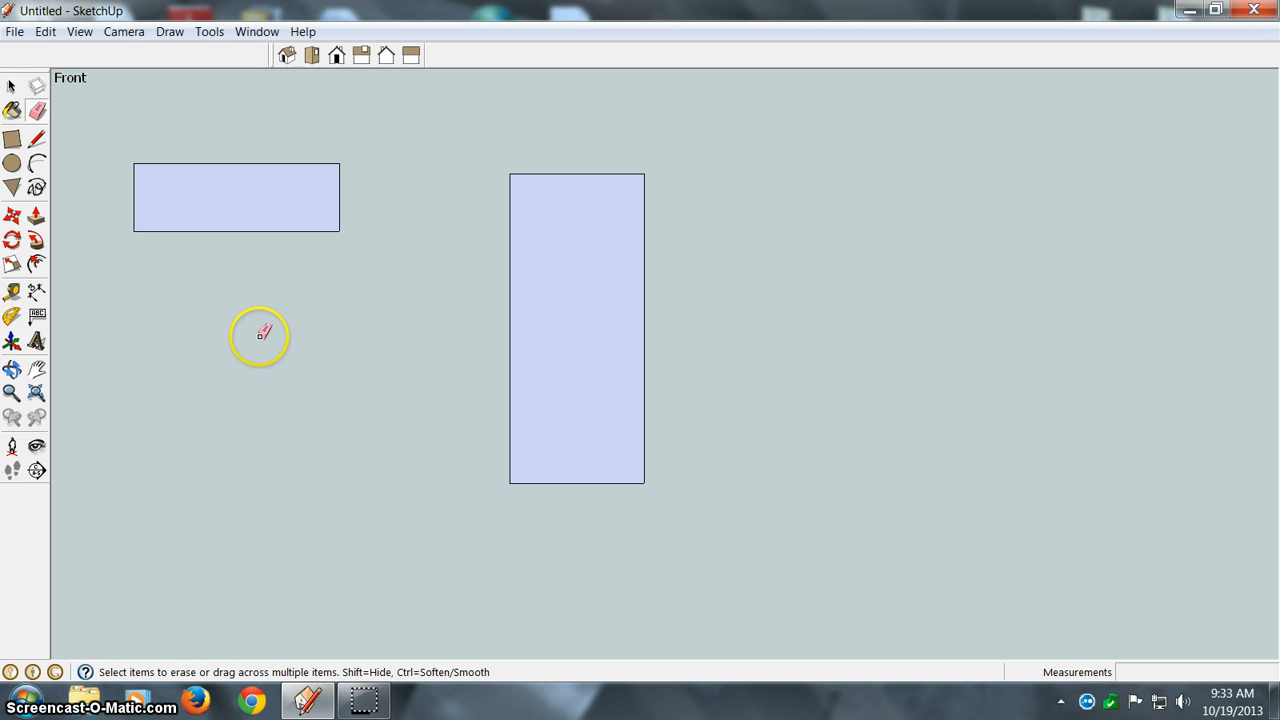 Untitled - SketchUp
File Edit View Camera Draw Tools Window Help
Front
ABC
Select items to erase or drag across multiple items. Shift=Hide, Ctrl=Soften/Smooth
Measurements
9:33 AM
10/19/2013
Screencast-O-Matic.com